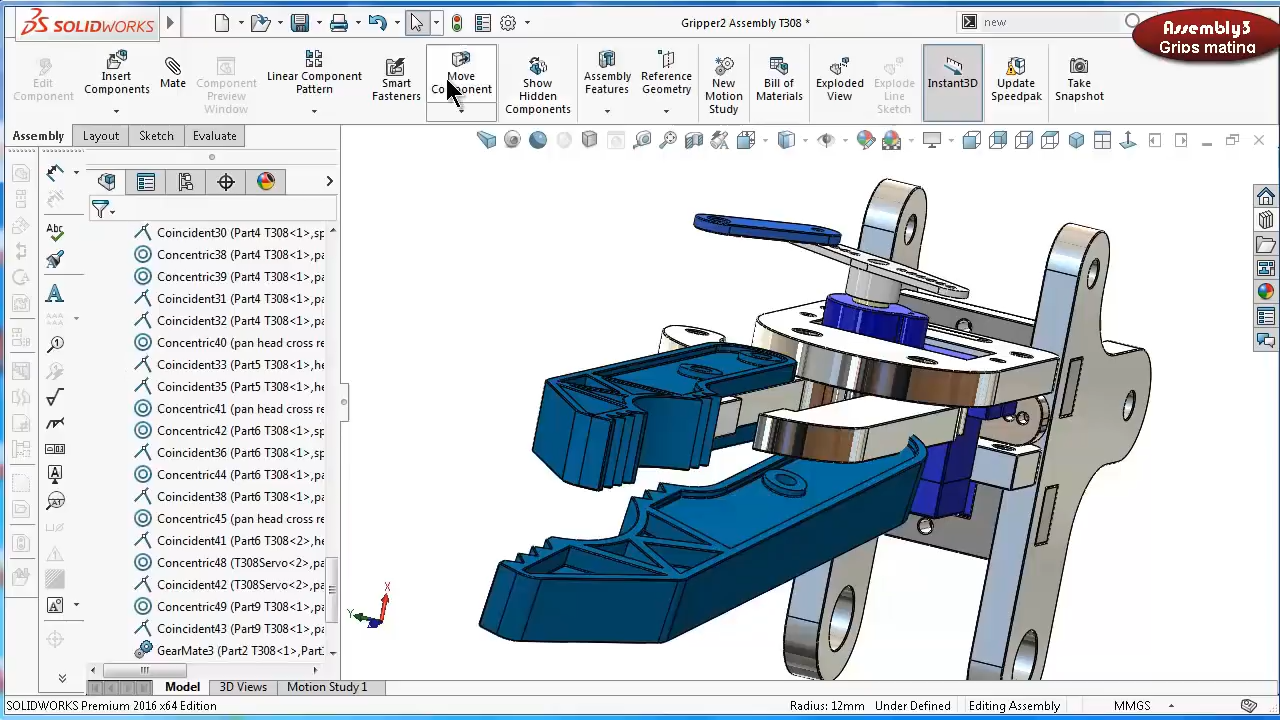 SOLIDWORKS
Gripper2 Assembly T308 *
new
Assembly3
Grips matina
Edit
Component
Insert
Components
Mate
Component
Preview
Window
Linear Component
Pattern
Smart
Fasteners
Move
Component
Show
Hidden
Components
Assembly
Features
Reference
Geometry
New
Motion
Study
Bill of
Materials
Exploded
View
Explode
Line
Sketch
Instant3D
Update
Speedpak
Take
Snapshot
Assembly
Layout
Sketch
Evaluate
Coincident30 (Part4 T308<1>,sp
Concentric38 (Part4 T308<1>,pa
Concentric39 (Part4 T308<1>,pa
Coincident31 (Part4 T308<1>,pa
Coincident32 (Part4 T308<1>,pa
Concentric40 (pan head cross re
Coincident33 (Part5 T308<1>,he
Coincident35 (Part5 T308<1>,he
Concentric41 (pan head cross re
Concentric42 (Part6 T308<1>,sp
Coincident36 (Part6 T308<1>,sp
Concentric44 (Part6 T308<1>,pa
Coincident38 (Part6 T308<1>,pa
Concentric45 (pan head cross re
Coincident41 (Part6 T308<1>,he
Concentric48 (T308Servo<2>,pa
Coincident42 (T308Servo<2>,pa
Concentric49 (Part9 T308<1>,pa
Coincident43 (Part9 T308<1>,pa
GearMate3 (Part2 T308<1>,Part
X
Y
Model
3D Views
Motion Study 1
SOLIDWORKS Premium 2016 x64 Edition
Radius: 12mm
Under Defined
Editing Assembly
MMGS